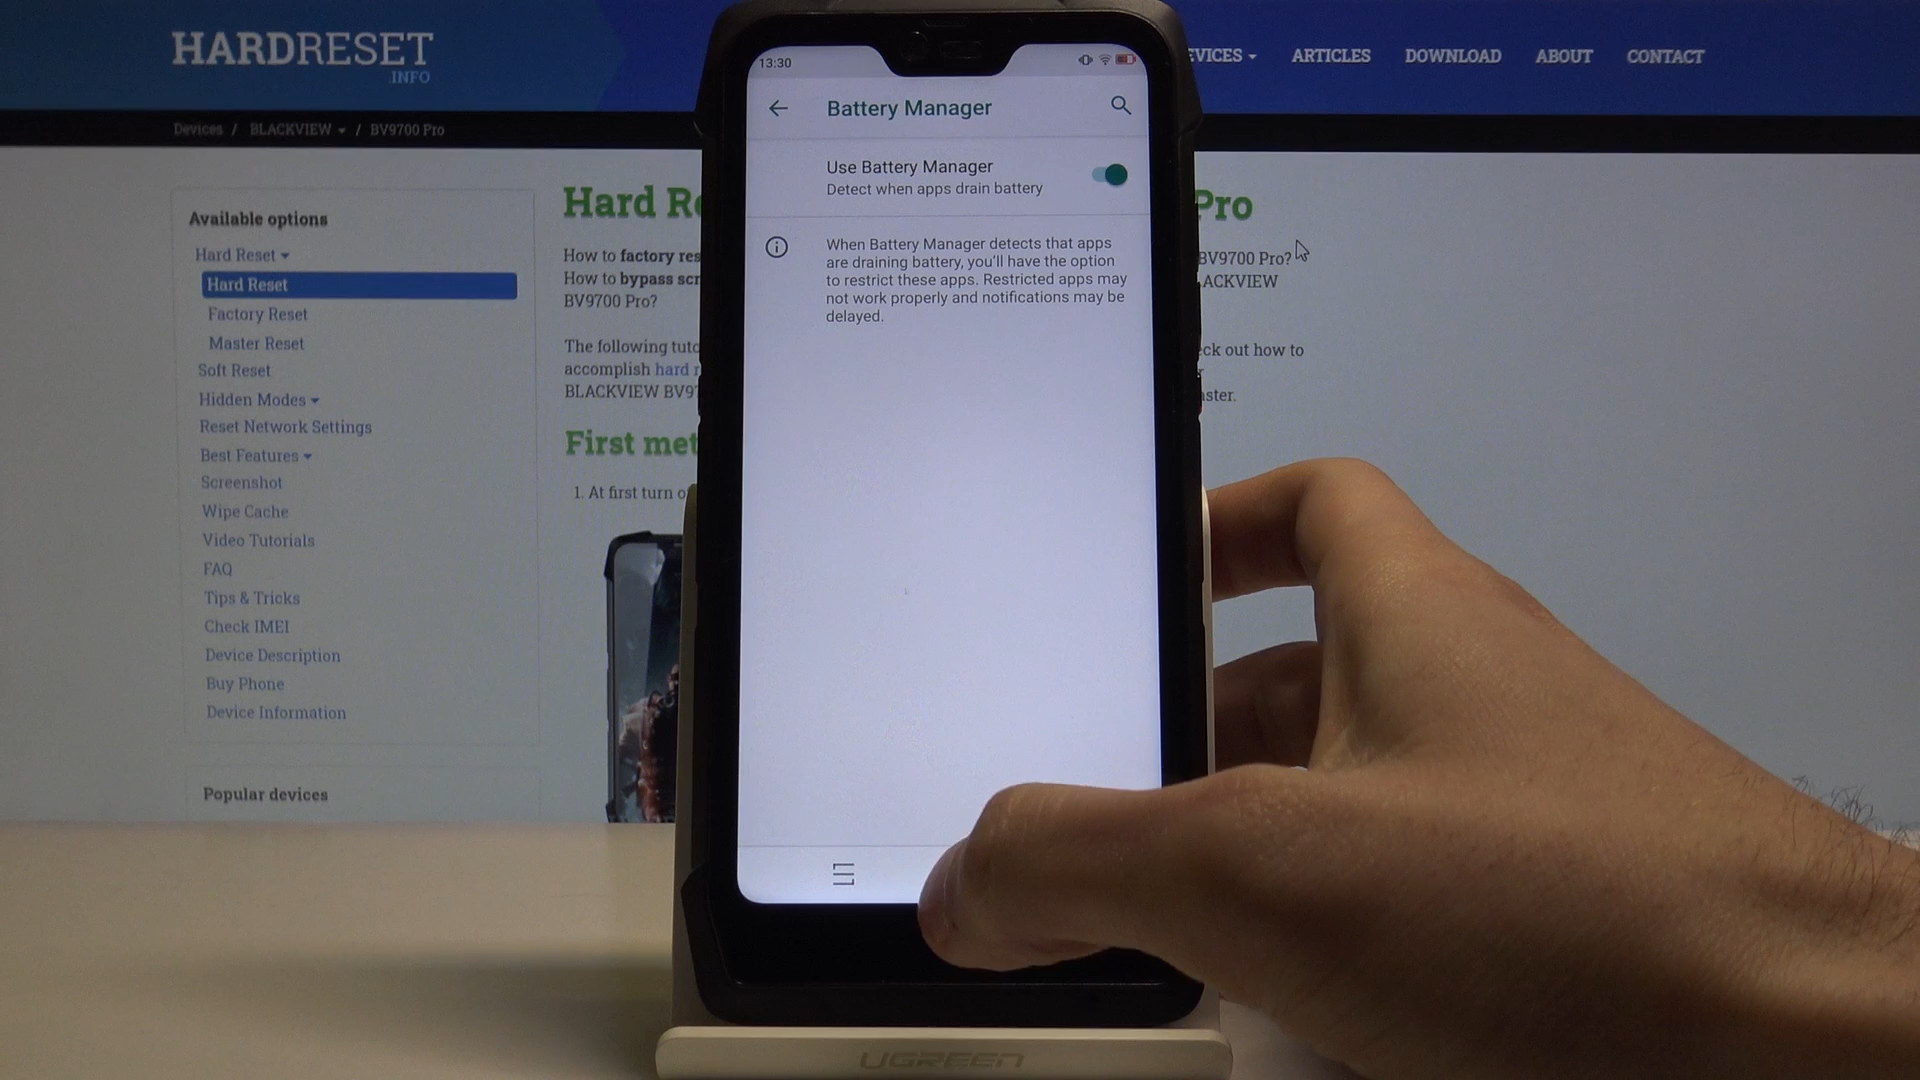 HARDRESET
.INFO
EVICES
ARTICLES
DOWNLOAD
ABOUT
CONTACT
Devices / BLACKVIEW / BV9700 Pro
Available options
Hard Reset
Hard Reset
Factory Reset
Master Reset
Soft Reset
Hidden Modes
Reset Network Settings
Best Features
Screenshot
Wipe Cache
Video Tutorials
FAQ
Tips & Tricks
Check IMEI
Device Description
Buy Phone
Device Information
Popular devices
Hard Re
Pro
How to factory res
BV9700 Pro?
How to bypass scr
ACKVIEW
BV9700 Pro?
The following tuto
ck out how to
accomplish hard r
BLACKVIEW BV97
ster.
First met
1. At first turn o
13:30
Battery Manager
Use Battery Manager
Detect when apps drain battery
When Battery Manager detects that apps
are draining battery, you'll have the option
to restrict these apps. Restricted apps may
not work properly and notifications may be
delayed.
UGREEN